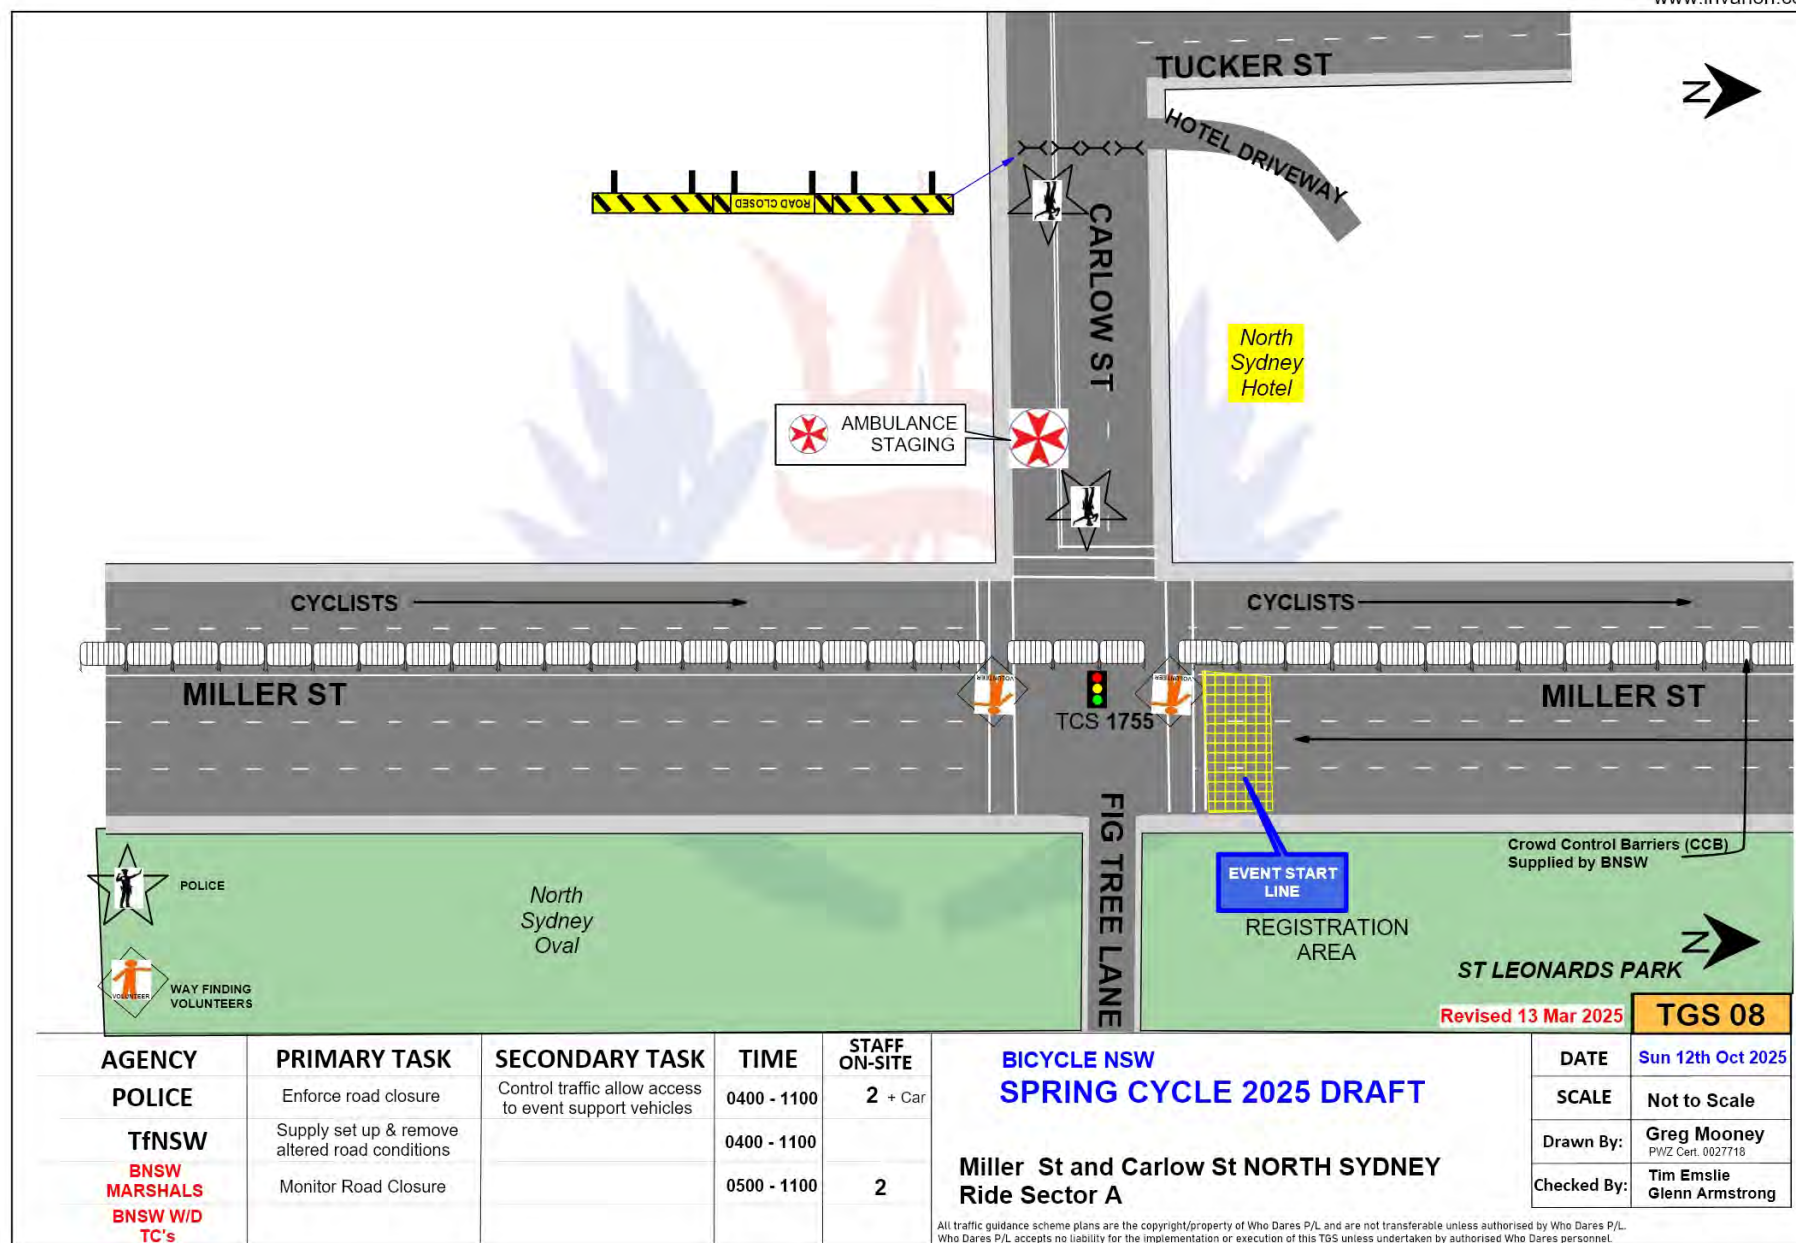 TUCKER ST
N
HOTEL DRIVEWAY
ROAD CLOSED
CARLOW ST
North
Sydney
Hotel
AMBULANCE
STAGING
CYCLISTS
CYCLISTS
MILLER ST
VOLUNTEER
VOLUNTEER
TCS 1755
MILLER ST
FIG TREE LANE
Crowd Control Barriers (CCB)
Supplied by BNSW
EVENT START
LINE
POLICE
North
Sydney
Oval
REGISTRATION
AREA
N
ST LEONARDS PARK
VOLUNTEER
WAY FINDING
VOLUNTEERS
Revised 13 Mar 2025
TGS 08
AGENCY PRIMARY TASK SECONDARY TASK TIME STAFF
ON-SITE
POLICE Enforce road closure Control traffic allow access
to event support vehicles 0400 - 1100 2 + Car
TfNSW Supply set up & remove
altered road conditions 0400 - 1100
BNSW
MARSHALS Monitor Road Closure 0500 - 1100 2
BNSW W/D
TC's
BICYCLE NSW
SPRING CYCLE 2025 DRAFT
Miller St and Carlow St NORTH SYDNEY
Ride Sector A
DATE Sun 12th Oct 2025
SCALE Not to Scale
Drawn By: Greg Mooney
PWZ Cert. 0027718
Checked By: Tim Emslie
Glenn Armstrong
All traffic guidance scheme plans are the copyright/property of Who Dares P/L and are not transferable unless authorised by Who Dares P/L.
Who Dares P/L accepts no liability for the implementation or execution of this TGS unless undertaken by authorised Who Dares personnel.